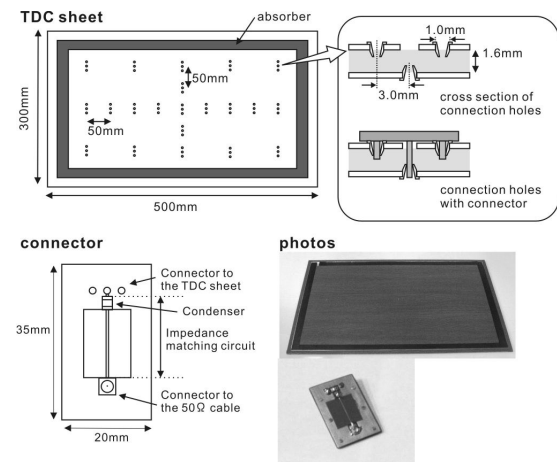 TDC sheet
absorber
50mm
50mm
300mm
500mm
1.0mm
1.6mm
3.0mm
cross section of
connection holes
connection holes
with connector
connector
Connector to
the TDC sheet
Condenser
Impedance
matching circuit
Connector to
the 50Ω cable
35mm
20mm
photos